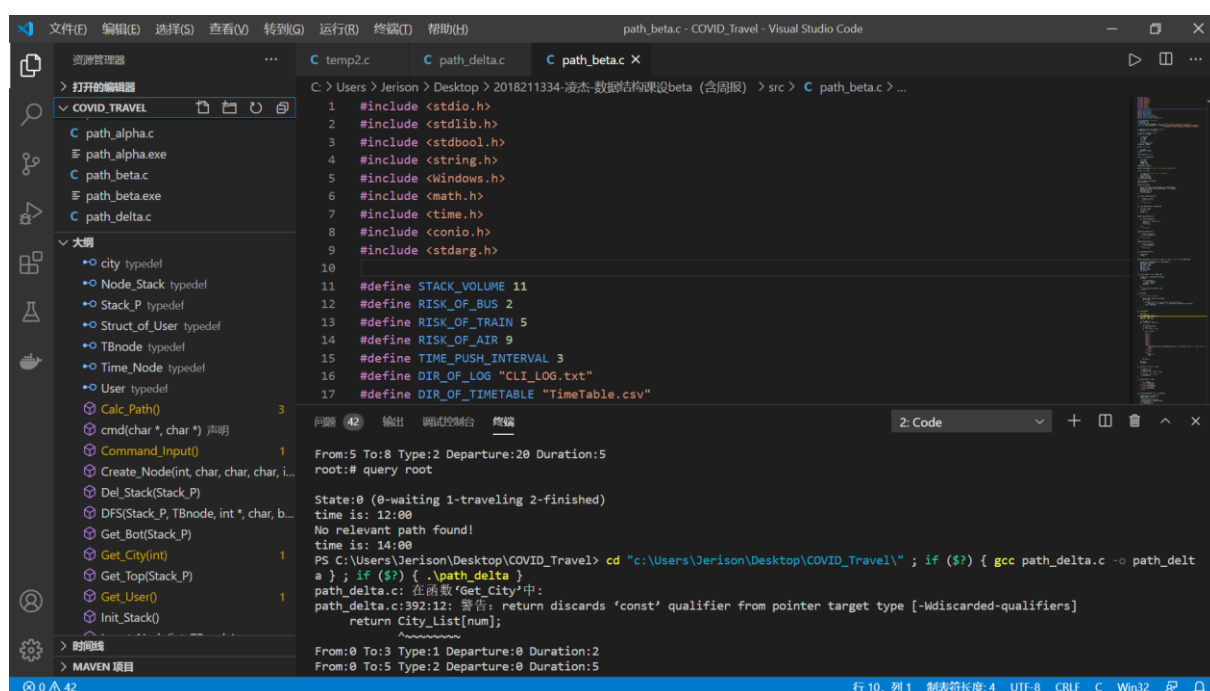 文件(F) 编辑(E) 选择(S) 查看(V) 转到(G) 运行(R) 终端(T) 帮助(H) path_beta.c - COVID_Travel - Visual Studio Code
资源管理器
打开的编辑器
COVID_TRAVEL
path_alpha.c
path_alpha.exe
path_beta.c
path_beta.exe
path_delta.c
大纲
city typedef
Node_Stack typedef
Stack_P typedef
Struct_of_User typedef
TBnode typedef
Time_Node typedef
User typedef
Calc_Path() 3
cmd(char *, char *) 声明
Command_Input() 1
Create_Node(int, char, char, char, i...
Del_Stack(Stack_P)
DFS(Stack_P, TBnode, int *, char, b...
Get_Bot(Stack_P)
Get_City(int) 1
Get_Top(Stack_P)
Get_User() 1
Init_Stack()
时间线
MAVEN 项目
C temp2.c C path_delta.c C path_beta.c
C: > Users > Jerison > Desktop > 2018211334-凌杰-数据结构课设beta（含周报） > src > C path_beta.c > ...
1 #include <stdio.h>
2 #include <stdlib.h>
3 #include <stdbool.h>
4 #include <string.h>
5 #include <Windows.h>
6 #include <math.h>
7 #include <time.h>
8 #include <conio.h>
9 #include <stdarg.h>
10
11 #define STACK_VOLUME 11
12 #define RISK_OF_BUS 2
13 #define RISK_OF_TRAIN 5
14 #define RISK_OF_AIR 9
15 #define TIME_PUSH_INTERVAL 3
16 #define DIR_OF_LOG "CLI_LOG.txt"
17 #define DIR_OF_TIMETABLE "TimeTable.csv"
问题 42 输出 调试控制台 终端 2: Code
From:5 To:8 Type:2 Departure:20 Duration:5
root:# query root
State:0 (0-waiting 1-traveling 2-finished)
time is: 12:00
No relevant path found!
time is: 14:00
PS C:\Users\Jerison\Desktop\COVID_Travel> cd "c:\Users\Jerison\Desktop\COVID_Travel\" ; if ($?) { gcc path_delta.c -o path_delt
a } ; if ($?) { .\path_delta }
path_delta.c: 在函数‘Get_City’中:
path_delta.c:392:12: 警告: return discards ‘const’ qualifier from pointer target type [-Wdiscarded-qualifiers]
return City_List[num];
^~~~~~~~~
From:0 To:3 Type:1 Departure:0 Duration:2
From:0 To:5 Type:2 Departure:0 Duration:5
0 42 行 10，列 1 制表符长度: 4 UTF-8 CRLF C Win32